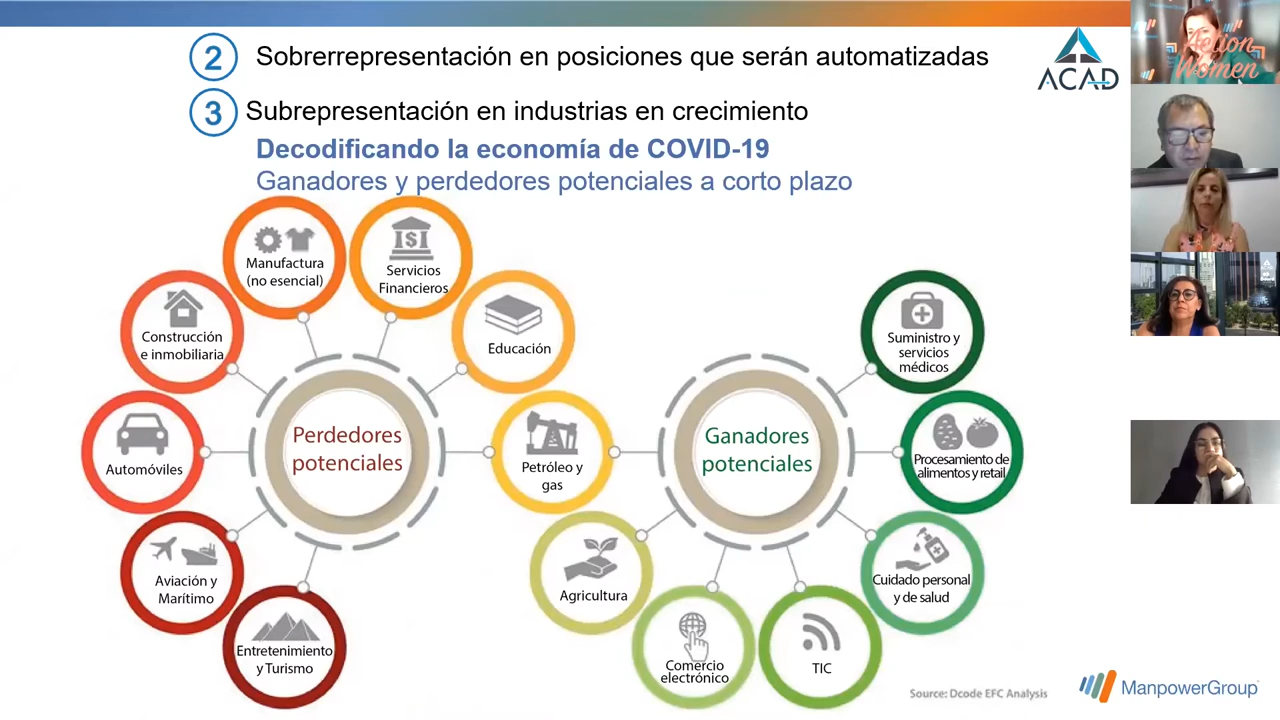 2 Sobrerrepresentación en posiciones que serán automatizadas
3 Subrepresentación en industrias en crecimiento
Decodificando la economía de COVID-19
Ganadores y perdedores potenciales a corto plazo
ACAD
Action
Women
Manufactura
(no esencial)
Servicios
Financieros
Construcción
e inmobiliaria
Educación
Automóviles
Perdedores
potenciales
Petróleo y
gas
Aviación y
Marítimo
Entretenimiento
y Turismo
Ganadores
potenciales
Suministro y
servicios
médicos
Procesamiento de
alimentos y retail
Cuidado personal
y de salud
Agricultura
Comercio
electrónico
TIC
Source: Dcode EFC Analysis
ManpowerGroup